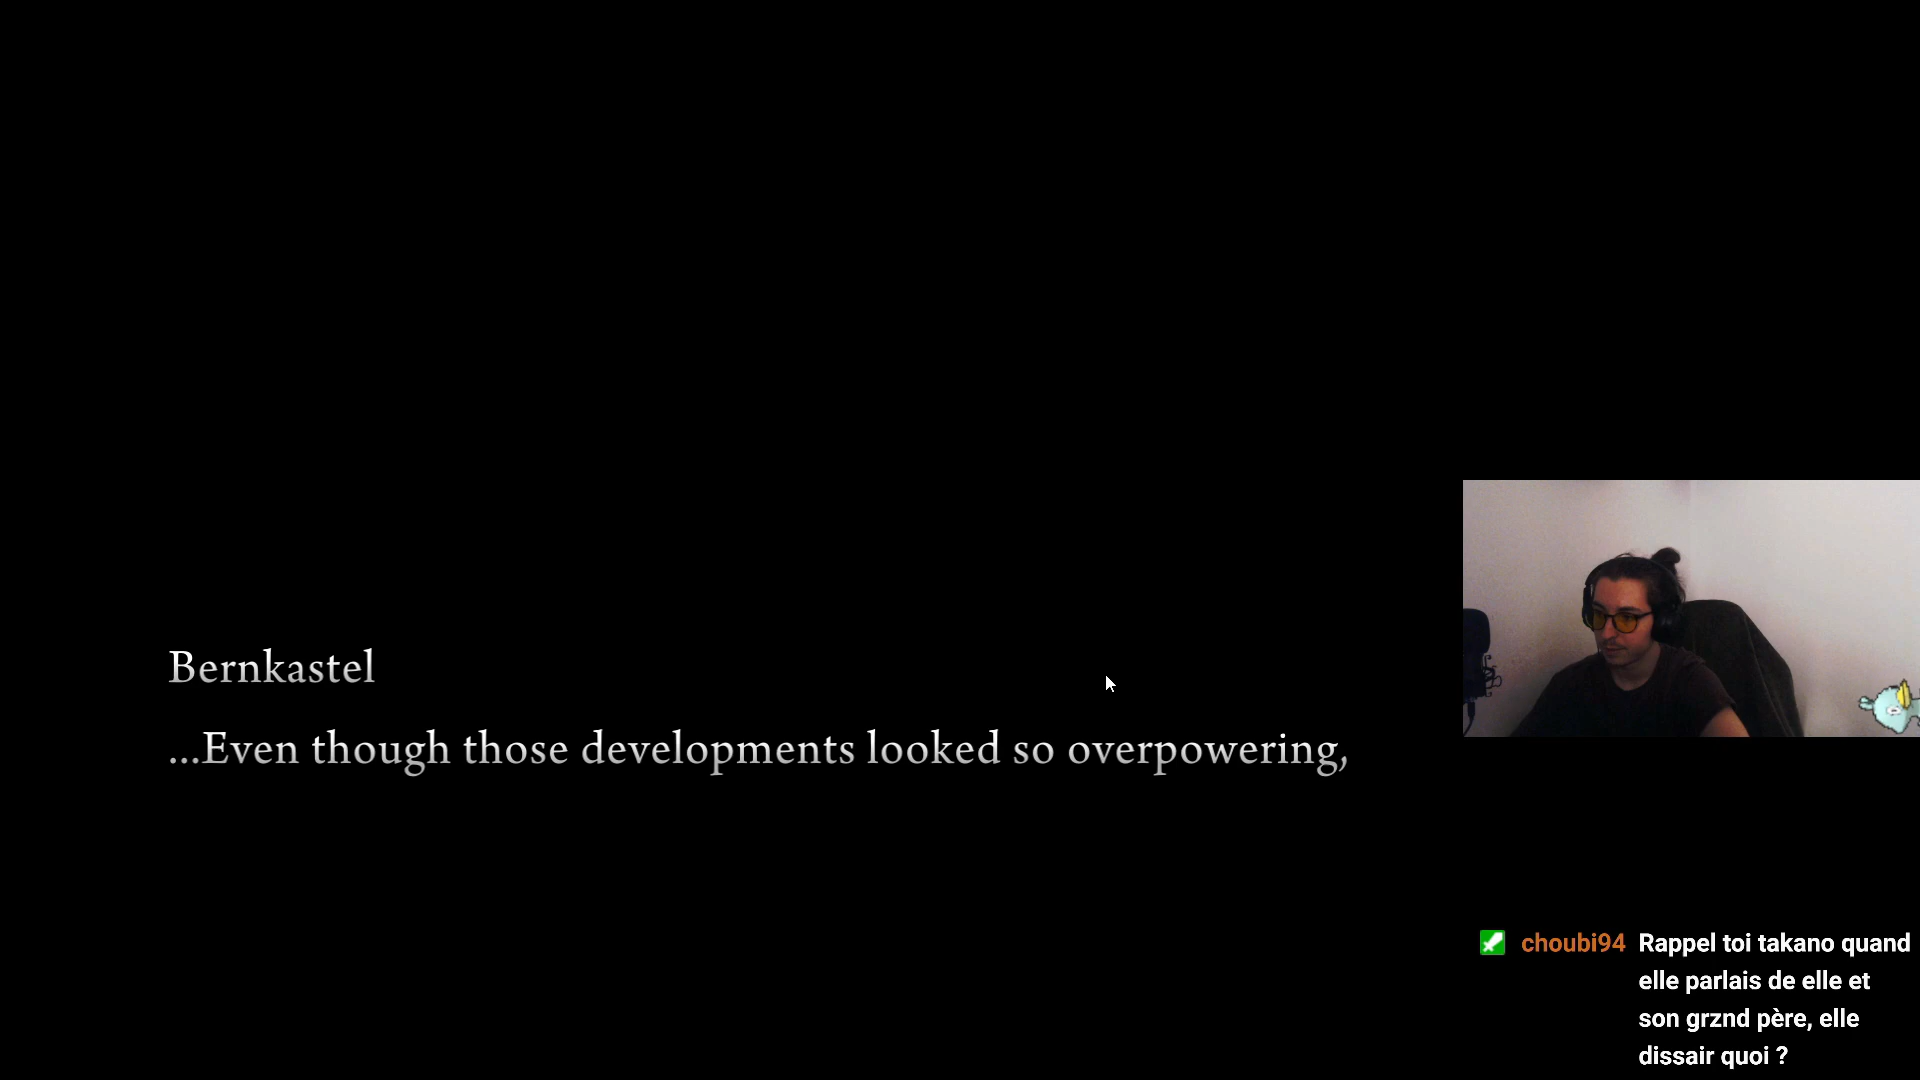 Bernkastel
...Even though those developments looked so overpowering,
choubi94 Rappel toi takano quand
elle parlais de elle et
son grznd père, elle
dissair quoi ?